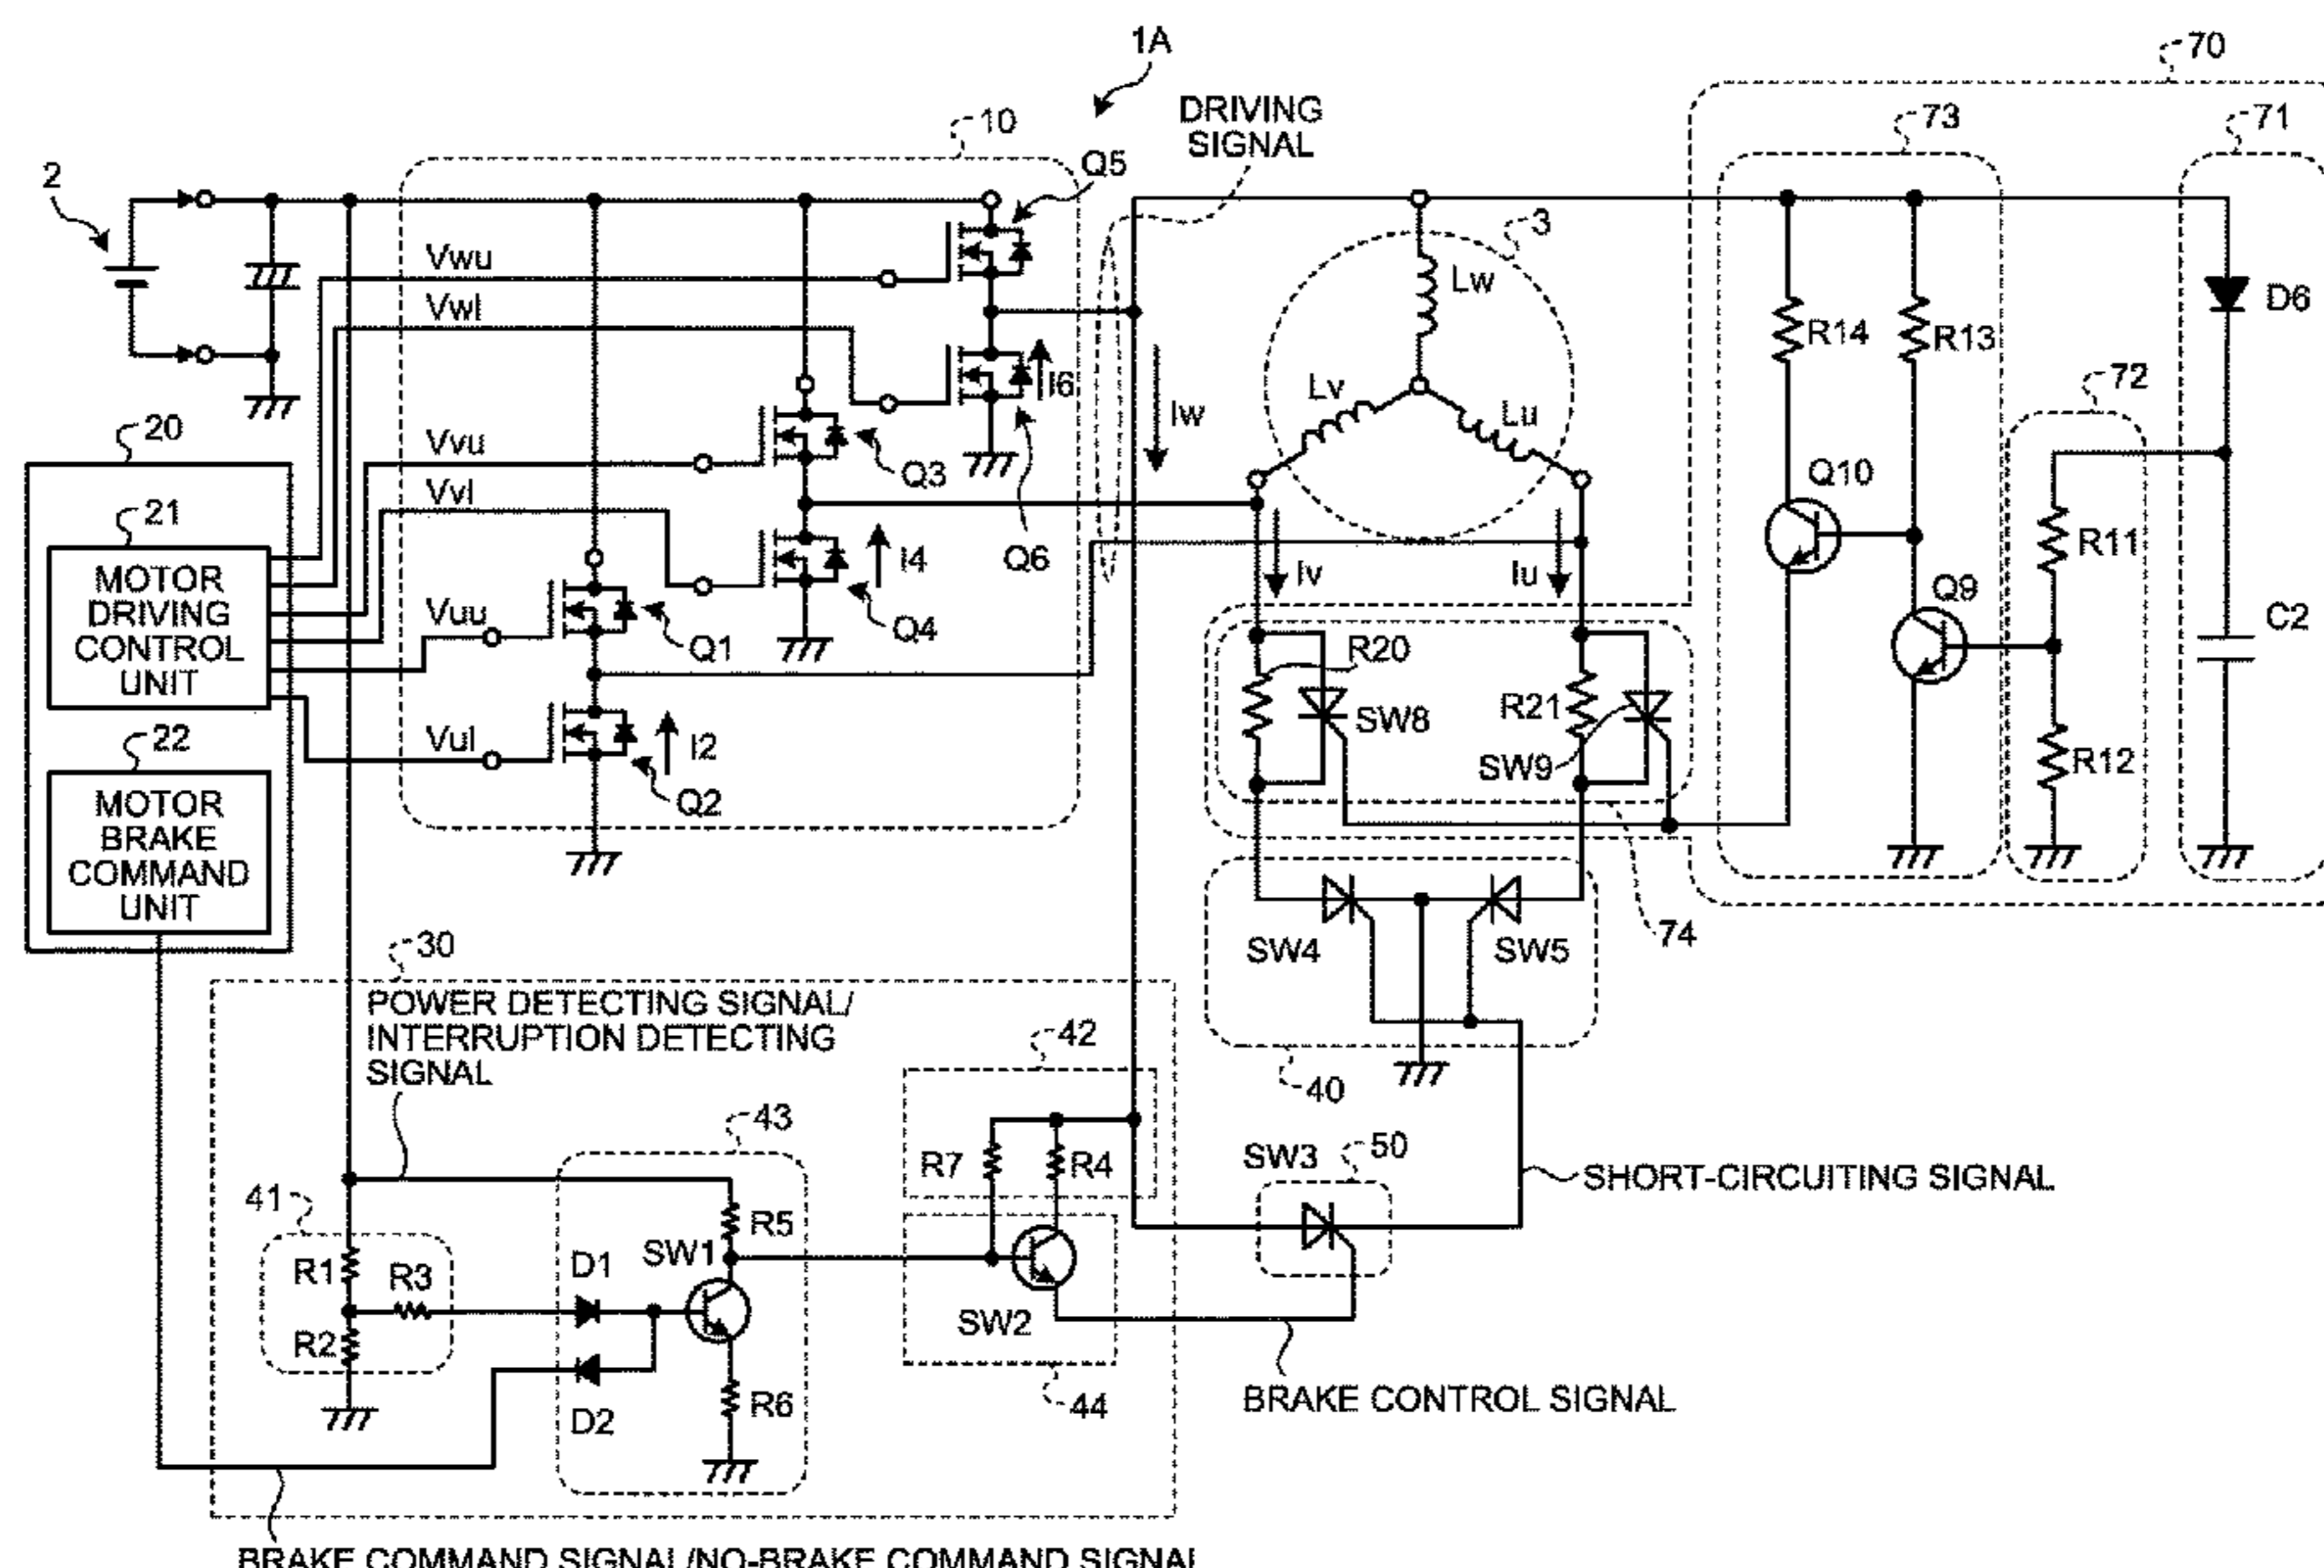 1A
70
DRIVING
SIGNAL
10
73
71
Q5
2
3
Vwu
Lw
D6
R14
R13
Vwl
I6
72
Lv
Iw
Lu
20
Vvu
Q3
Q10
Vvl
21
Q6
R11
I4
Iv
Iu
MOTOR
DRIVING
CONTROL
UNIT
Vuu
Q1
Q4
Q9
C2
R20
R21
SW8
22
Vul
I2
SW9
R12
Q2
MOTOR
BRAKE
COMMAND
UNIT
SW4
SW5
74
30
POWER DETECTING SIGNAL/
INTERRUPTION DETECTING
SIGNAL
42
40
43
SW3
50
R7
R4
SHORT-CIRCUITING SIGNAL
41
R5
SW1
R1
R3
D1
R2
SW2
R6
D2
44
BRAKE CONTROL SIGNAL
BRAKE COMMAND SIGNAL/NO-BRAKE COMMAND SIGNAL